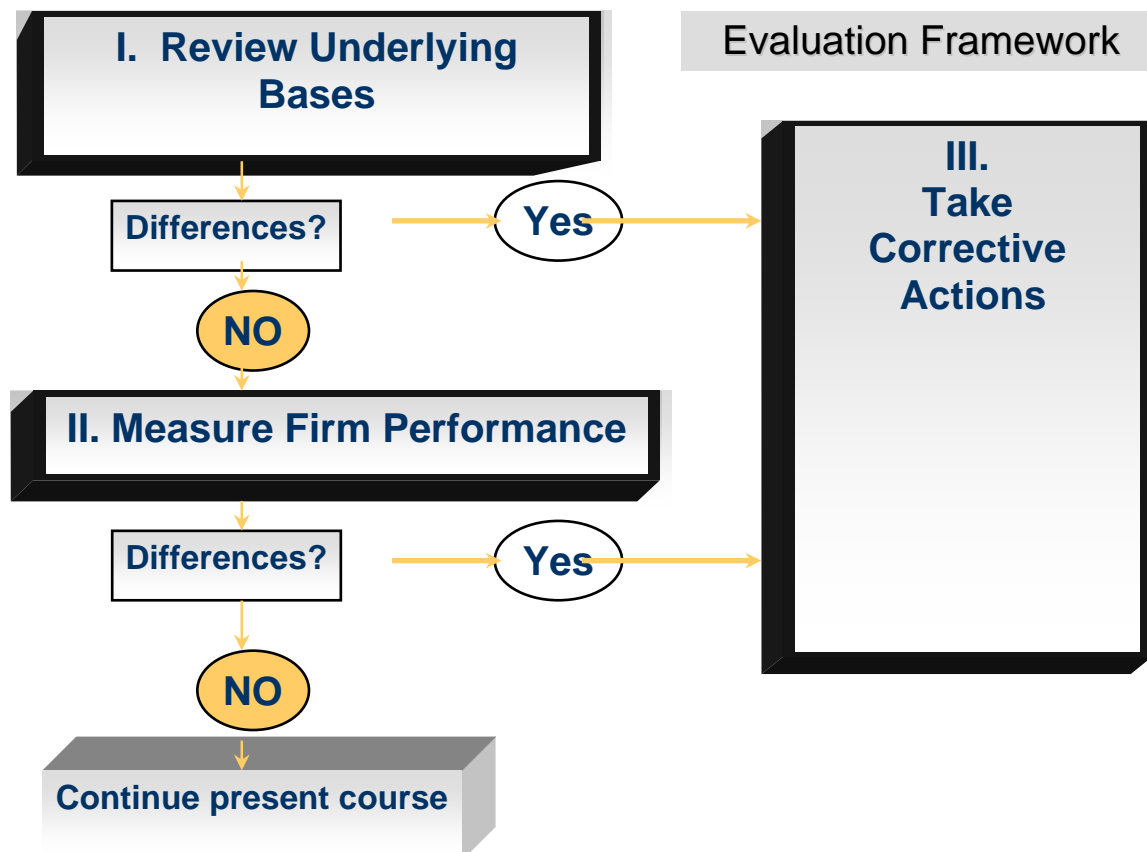 I. Review Underlying
Bases
Evaluation Framework
Differences?
Yes
III.
Take
Corrective
Actions
NO
II. Measure Firm Performance
Differences?
Yes
NO
Continue present course